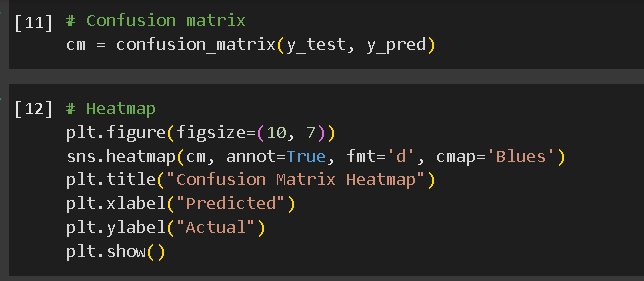 [11] # Confusion matrix
cm = confusion_matrix(y_test, y_pred)
[12] # Heatmap
plt.figure(figsize=(10, 7))
sns.heatmap(cm, annot=True, fmt='d', cmap='Blues')
plt.title("Confusion Matrix Heatmap")
plt.xlabel("Predicted")
plt.ylabel("Actual")
plt.show()